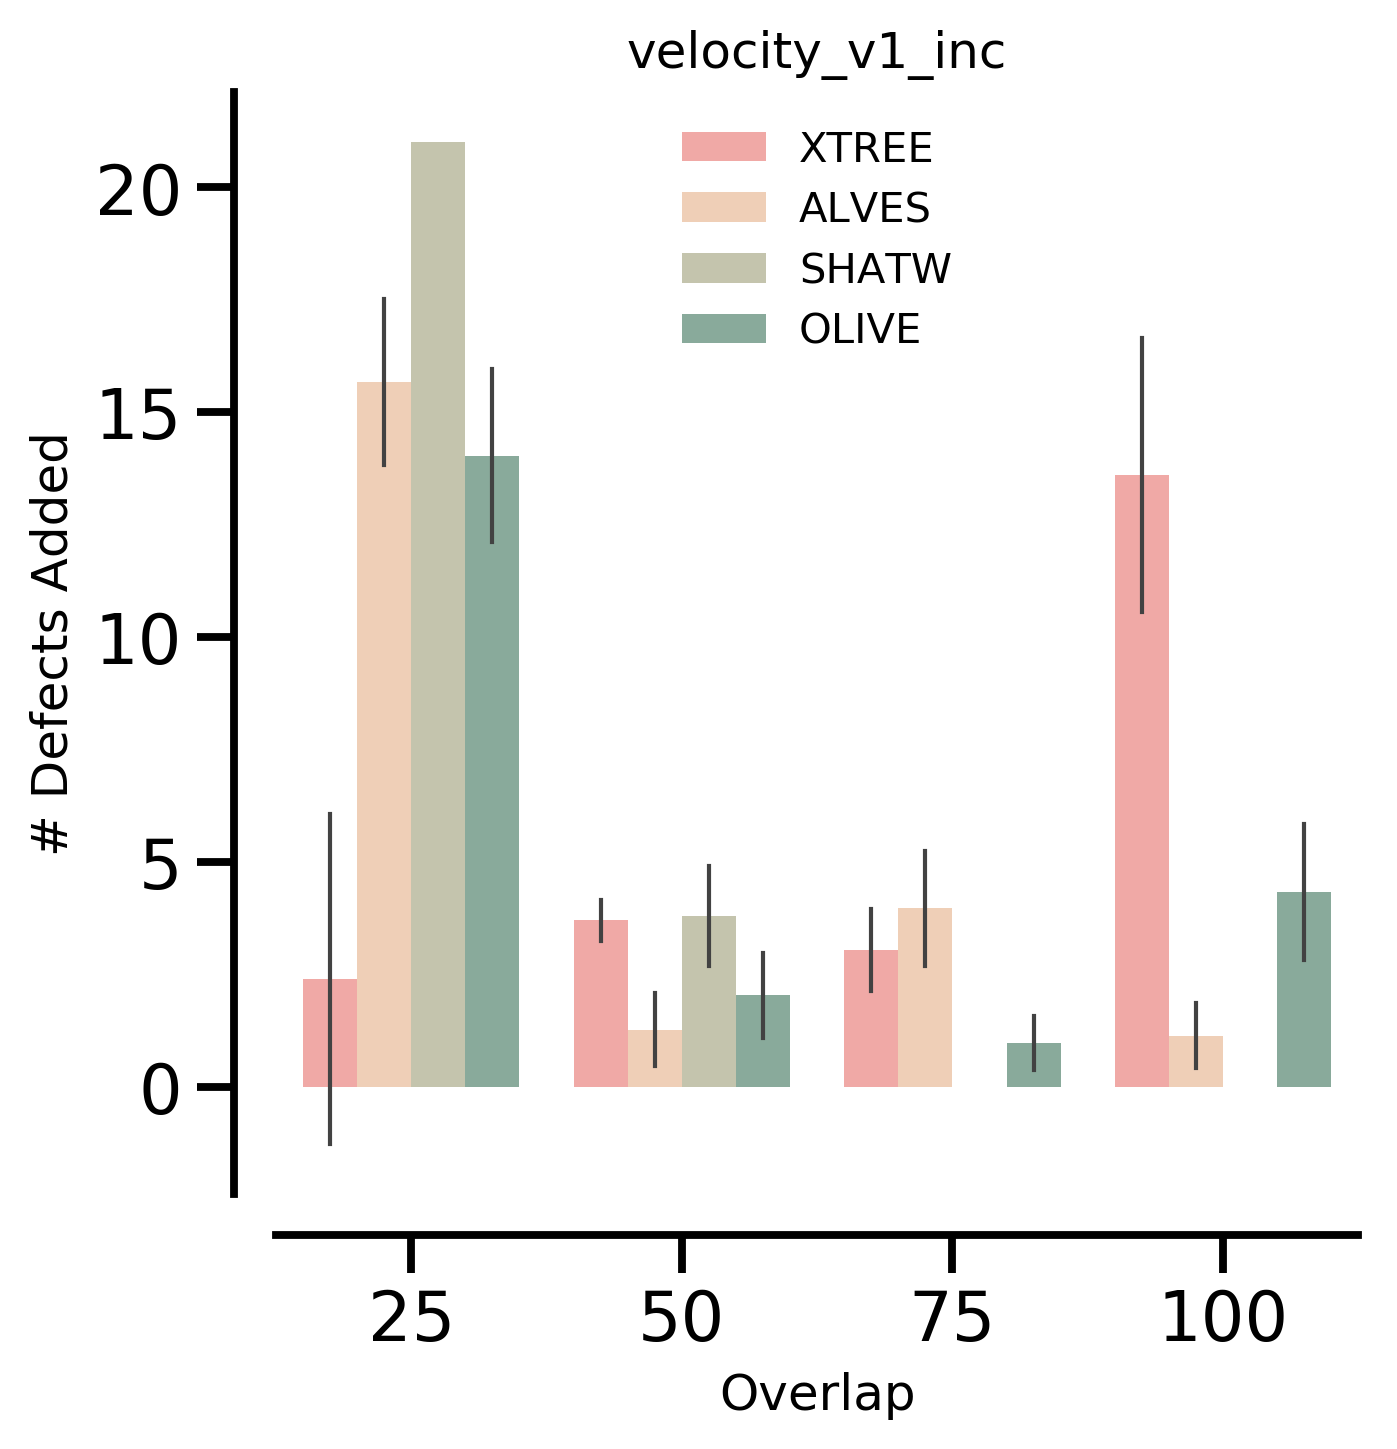 velocity_v1_inc
XTREE
ALVES
SHATW
OLIVE
# Defects Added
20
15
10
5
0
25 50 75 100
Overlap